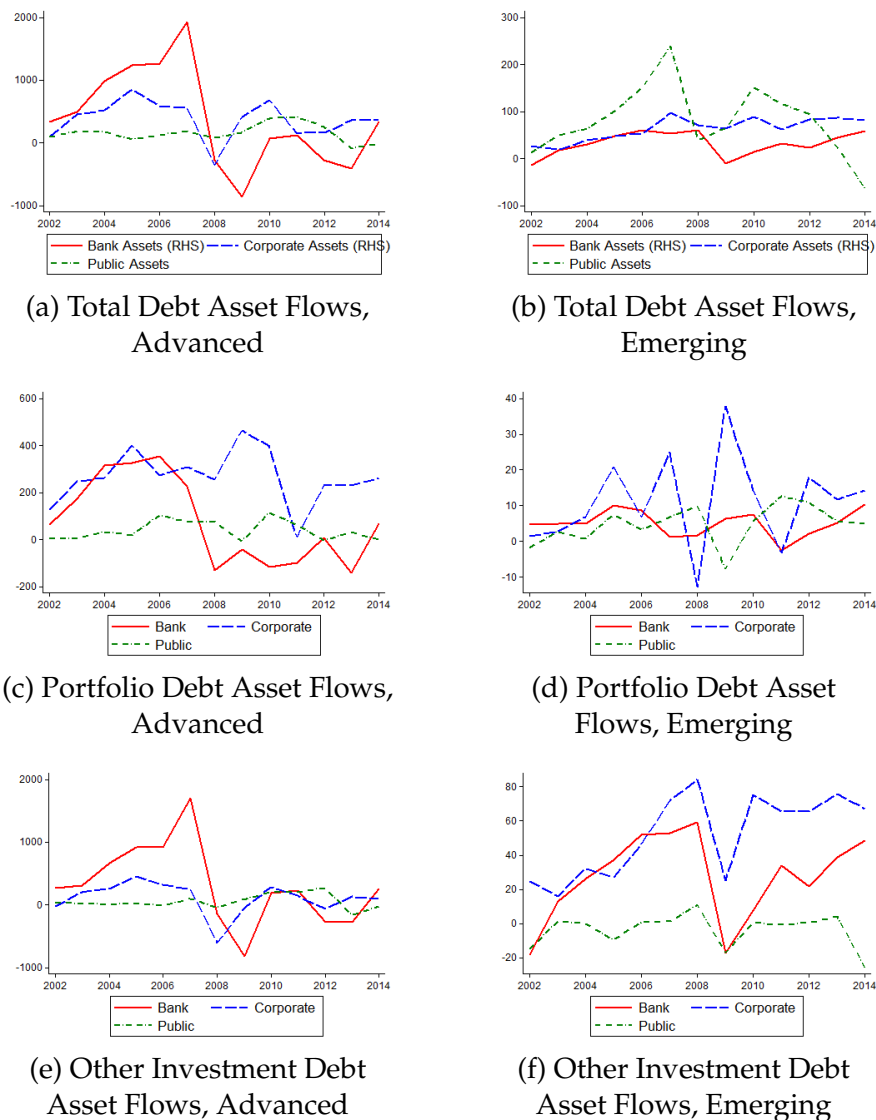 2000
1000
0
-1000
2002 2004 2006 2008 2010 2012 2014
Bank Assets (RHS) Corporate Assets (RHS)
Public Assets
(a) Total Debt Asset Flows,
Advanced
300
200
100
0
-100
2002 2004 2006 2008 2010 2012 2014
Bank Assets (RHS) Corporate Assets (RHS)
Public Assets
(b) Total Debt Asset Flows,
Emerging
600
400
200
0
-200
2002 2004 2006 2008 2010 2012 2014
Bank Corporate
Public
(c) Portfolio Debt Asset Flows,
Advanced
40
30
20
10
0
-10
2002 2004 2006 2008 2010 2012 2014
Bank Corporate
Public
(d) Portfolio Debt Asset
Flows, Emerging
2000
1000
0
-1000
2002 2004 2006 2008 2010 2012 2014
Bank Corporate
Public
(e) Other Investment Debt
Asset Flows, Advanced
80
60
40
20
0
-20
2002 2004 2006 2008 2010 2012 2014
Bank Corporate
Public
(f) Other Investment Debt
Asset Flows, Emerging